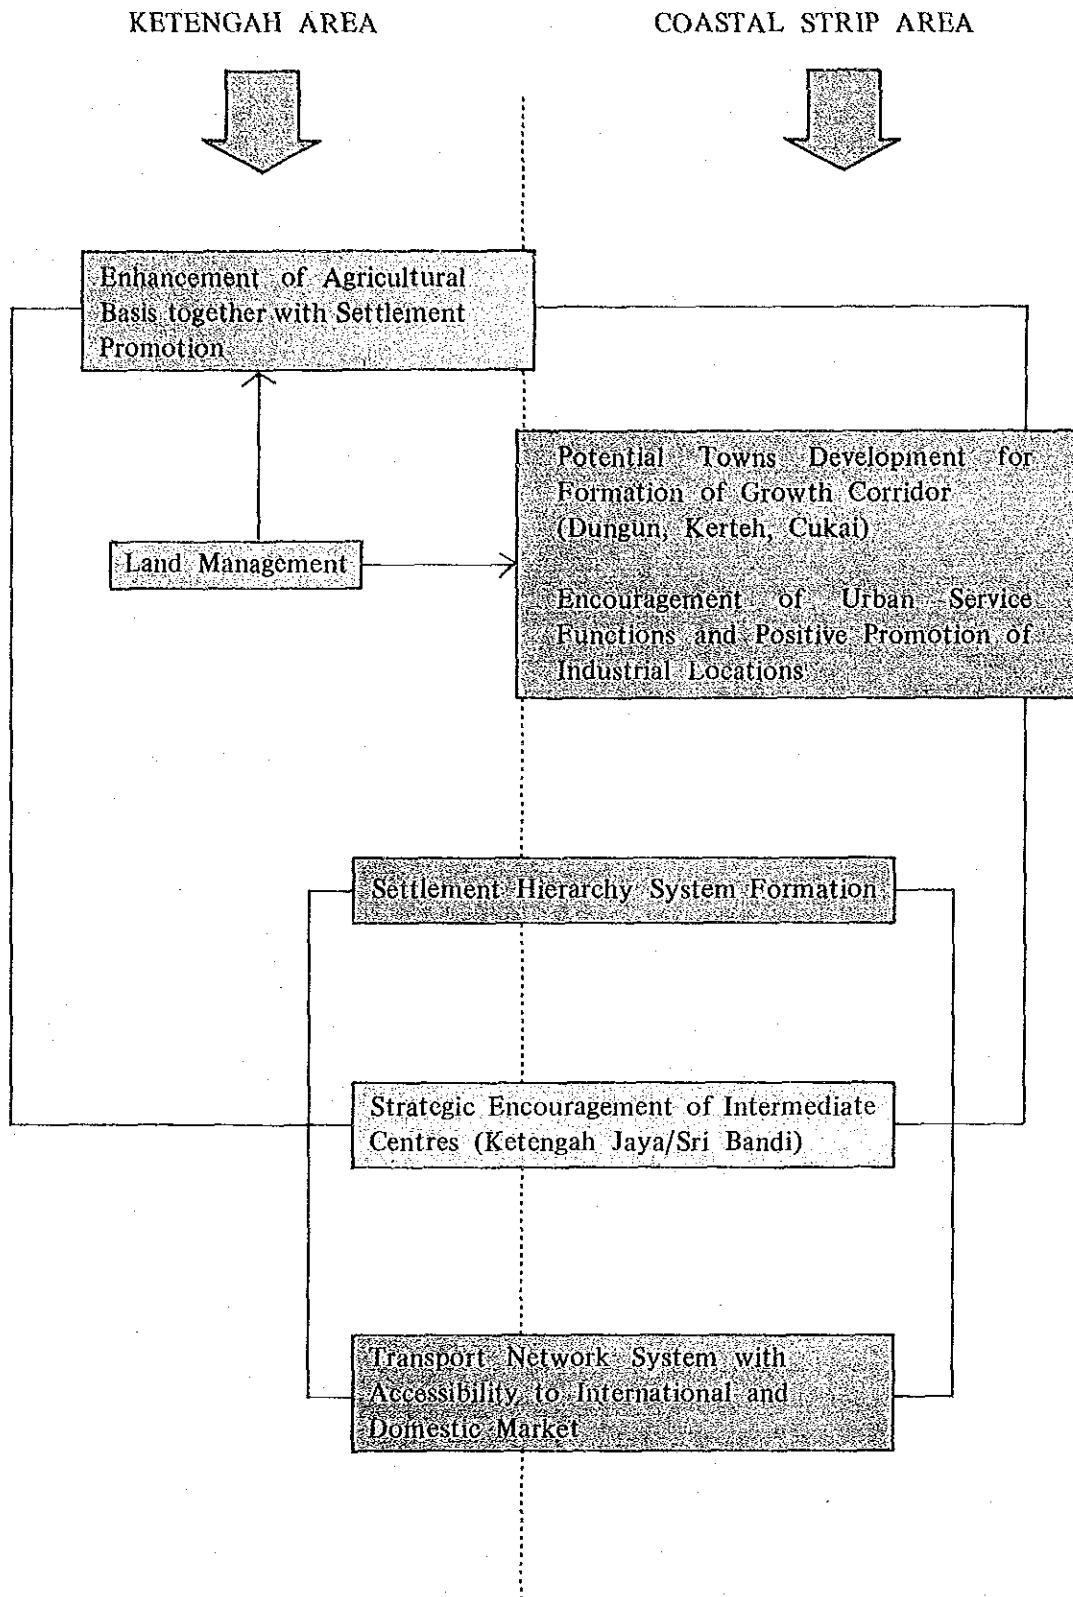 KETENGAH AREA
COASTAL STRIP AREA
Enhancement of Agricultural
Basis together with Settlement
Promotion
Potential Towns Development for
Formation of Growth Corridor
(Dungun, Kerteh, Cukai)
Land Management
Encouragement of Urban Service
Functions and Positive Promotion of
Industrial Locations
Settlement Hierarchy System Formation
Strategic Encouragement of Intermediate
Centres (Ketengah Jaya/Sri Bandi)
Transport Network System with
Accessibility to International and
Domestic Market